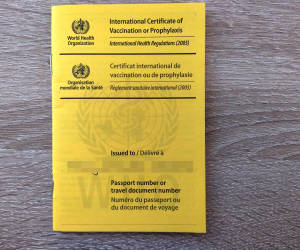 World Health
Organization
International Certificate of
Vaccination or Prophylaxis
International Health Regulations (2005)
Organisation
mondiale de la Santé
Certificat international de
vaccination ou de prophylaxie
Règlement sanitaire international (2005)
Issued to / Délivré à
Passport number or
travel document number
Numéro du passeport ou
du document de voyage
WHO